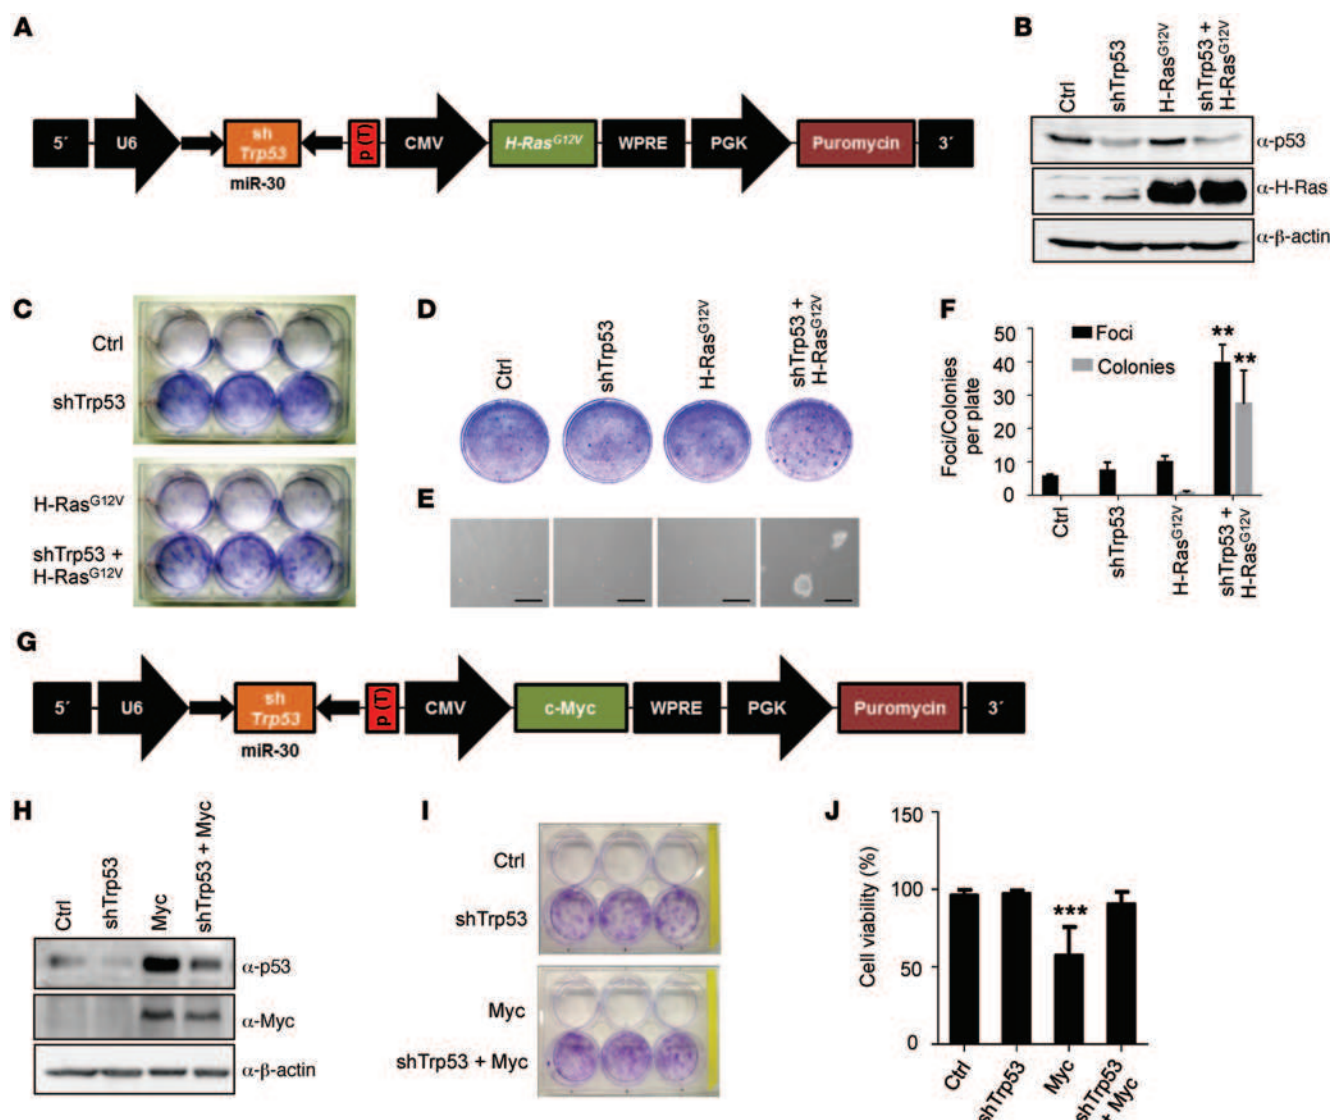 A
5´ U6 sh Trp53 p (T) CMV H-Ras^G12V WPRE PGK Puromycin 3´
miR-30
B
Ctrl shTrp53 H-Ras^G12V shTrp53 + H-Ras^G12V
α-p53
α-H-Ras
α-β-actin
C
Ctrl
shTrp53
H-Ras^G12V
shTrp53 +
H-Ras^G12V
D
Ctrl shTrp53 H-Ras^G12V shTrp53 + H-Ras^G12V
E
F
Foci/Colonies
per plate
50
40
30
20
10
0
Foci
Colonies
**
**
Ctrl shTrp53 H-Ras^G12V shTrp53 + H-Ras^G12V
G
5´ U6 sh Trp53 p (T) CMV c-Myc WPRE PGK Puromycin 3´
miR-30
H
Ctrl shTrp53 Myc shTrp53 + Myc
α-p53
α-Myc
α-β-actin
I
Ctrl
shTrp53
Myc
shTrp53 + Myc
J
Cell viability (%)
150
100
50
0
***
Ctrl shTrp53 Myc shTrp53 + Myc